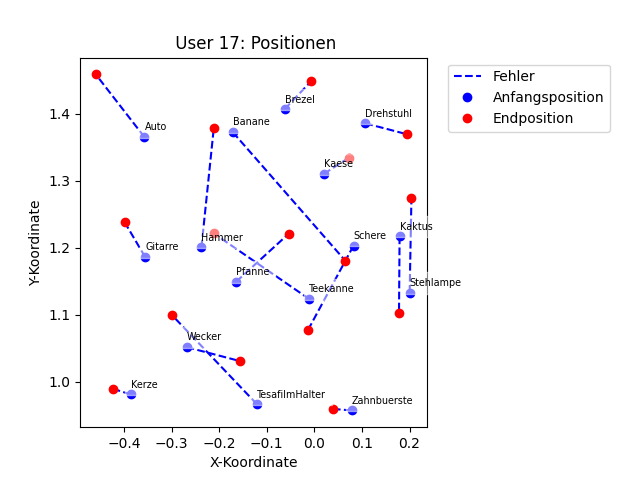 User 17: Positionen
Fehler
Anfangsposition
Endposition
Y-Koordinate
1.4
1.3
1.2
1.1
1.0
Brezel
Drehstuhl
Banane
Auto
Kaese
Kaktus
Schere
Hammer
Gitarre
Pfanne
Stehlampe
Teekanne
Wecker
Kerze
TesafilmHalter
Zahnbuerste
−0.4 −0.3 −0.2 −0.1 0.0 0.1 0.2
X-Koordinate